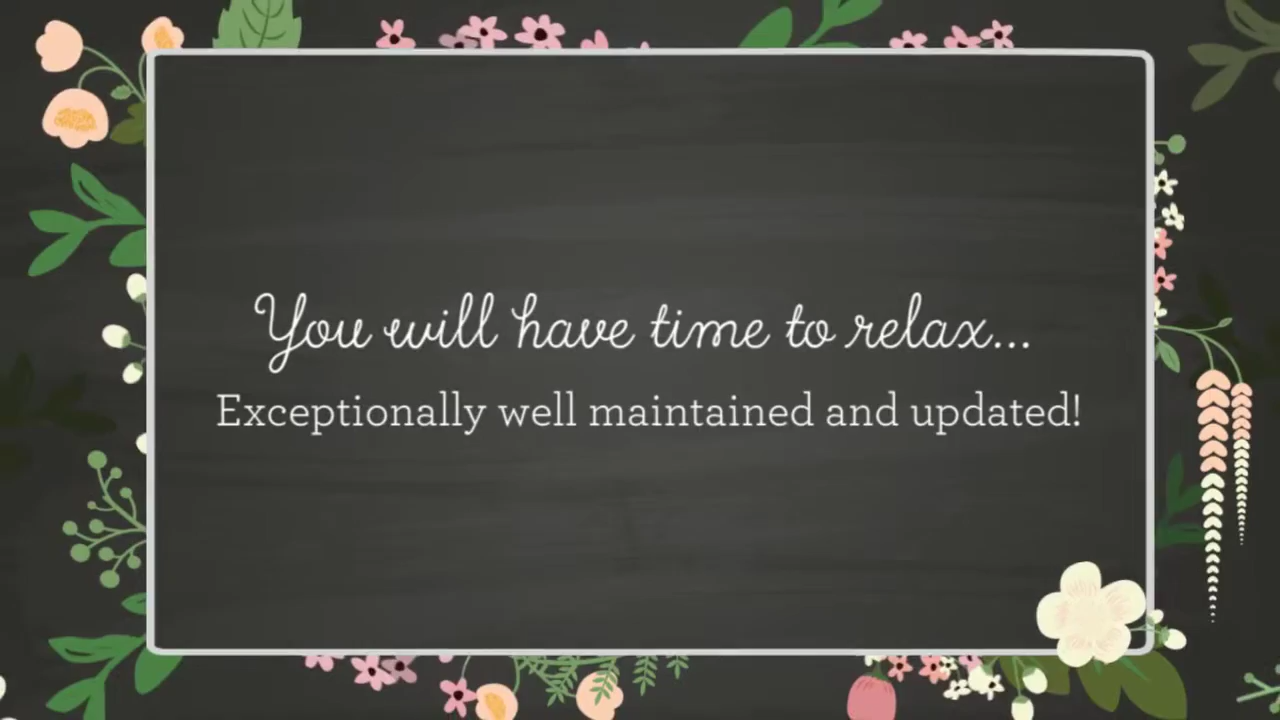 You will have time to relax...
Exceptionally well maintained and updated!